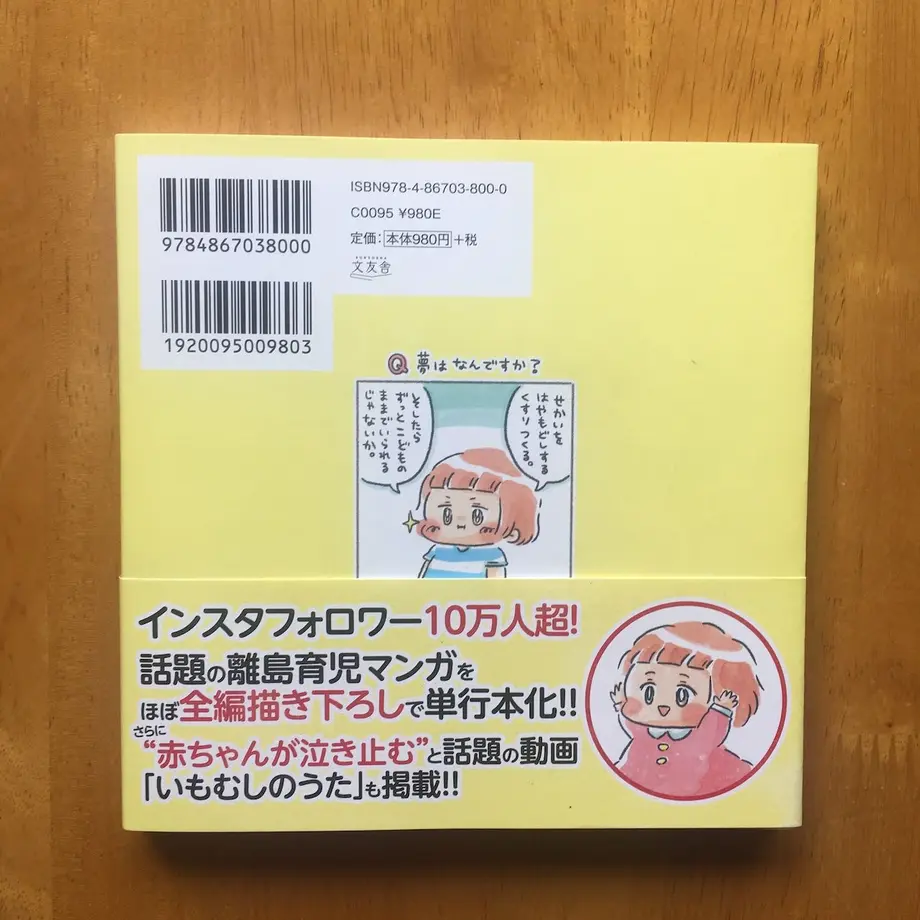 ISBN978-4-86703-800-0
C0095 ¥980E
定価：本体980円＋税
BUNYUSHA
文友舎
9784867038000
1920095009803
Q 夢はなんですか？
せかいを
はやもどしする
くすりつくる。
そしたら
ずっとこどもの
ままでいられる
じゃないか。
インスタフォロワー10万人超！
話題の離島育児マンガを
ほぼ全編描き下ろしで単行本化!!
さらに
“赤ちゃんが泣き止む”と話題の動画
「いもむしのうた」も掲載!!